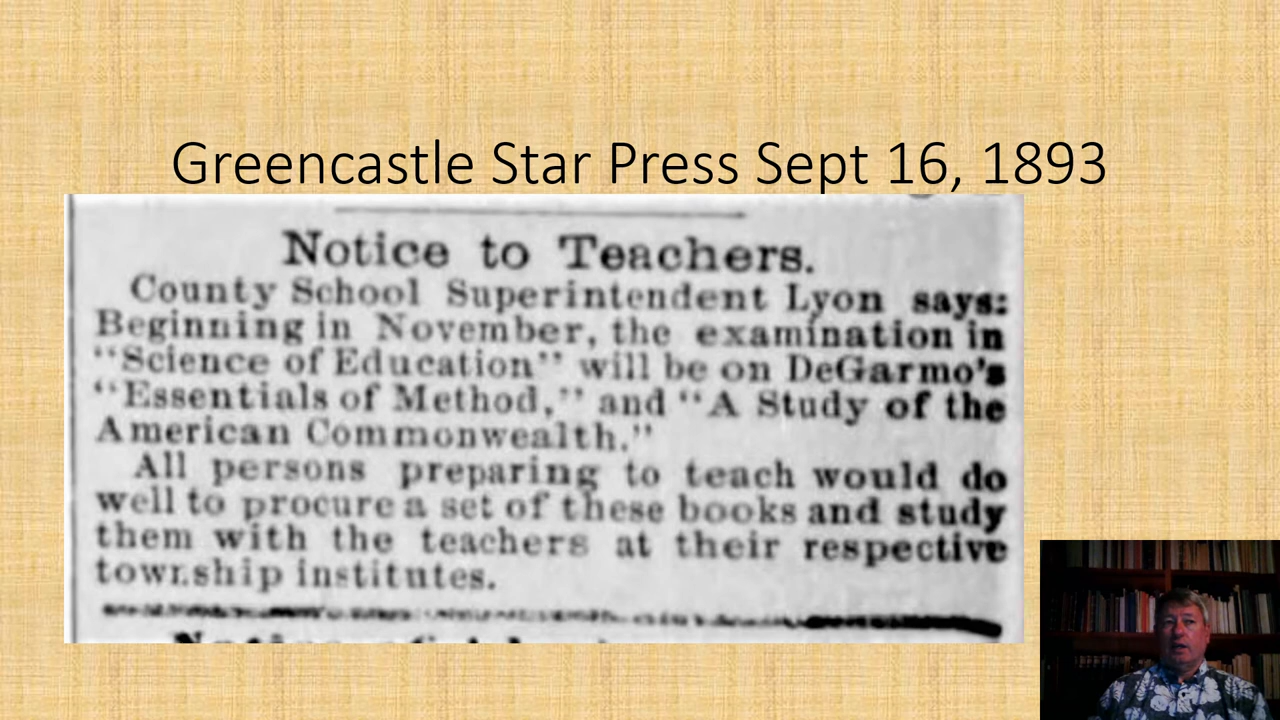 Greencastle Star Press Sept 16, 1893
Notice to Teachers.
County School Superintendent Lyon says:
Beginning in November, the examination in
"Science of Education" will be on DeGarmo's
"Essentials of Method," and "A Study of the
American Commonwealth."
All persons preparing to teach would do
well to procure a set of these books and study
them with the teachers at their respective
township institutes.